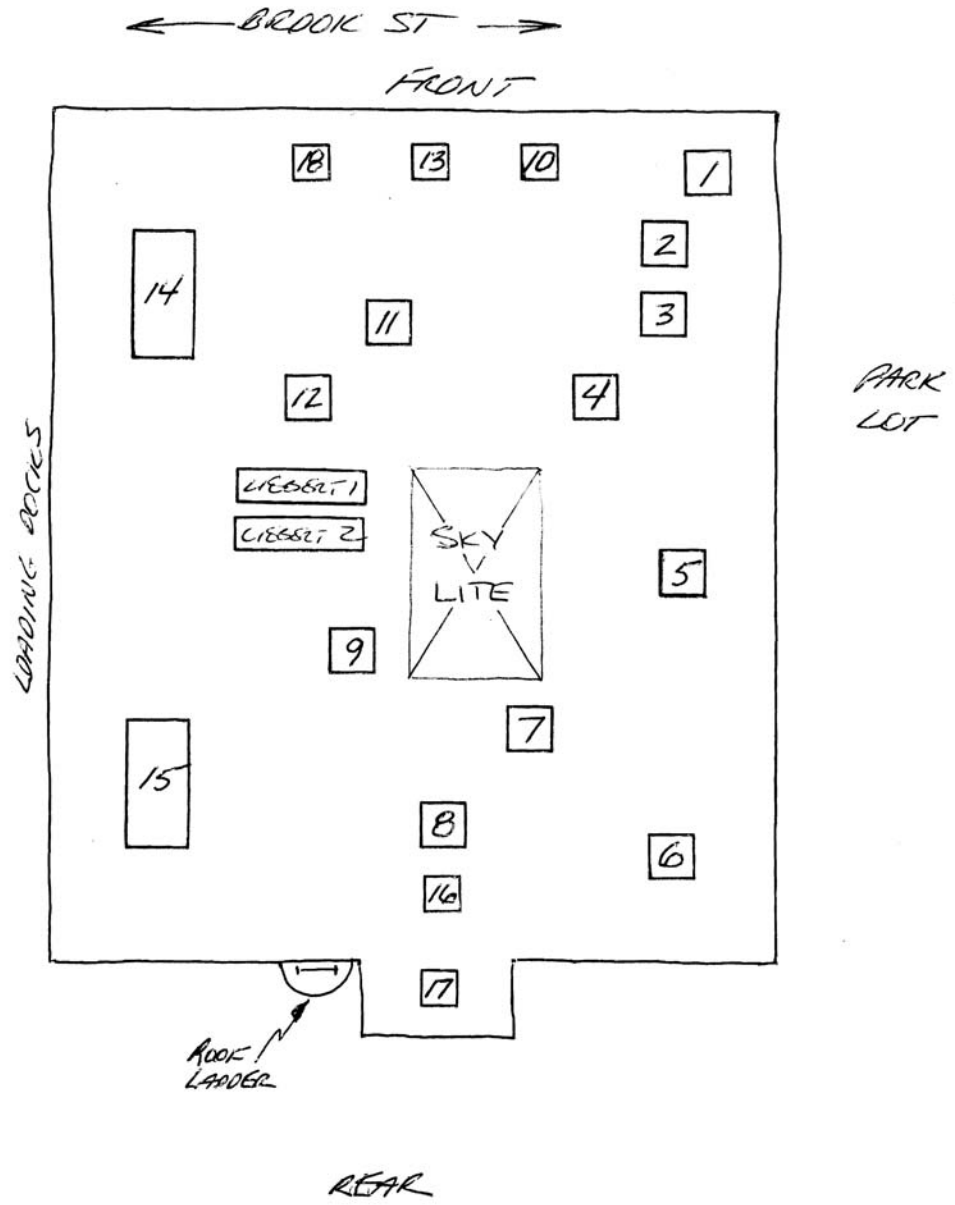 BROOK ST
FRONT
18
13
10
1
2
14
3
11
12
4
PARK
LOT
LOADING DOCKS
LIEBERT 1
LIEBERT 2
SKY
LITE
5
9
7
15
8
6
16
17
ROOF
LADDER
REAR